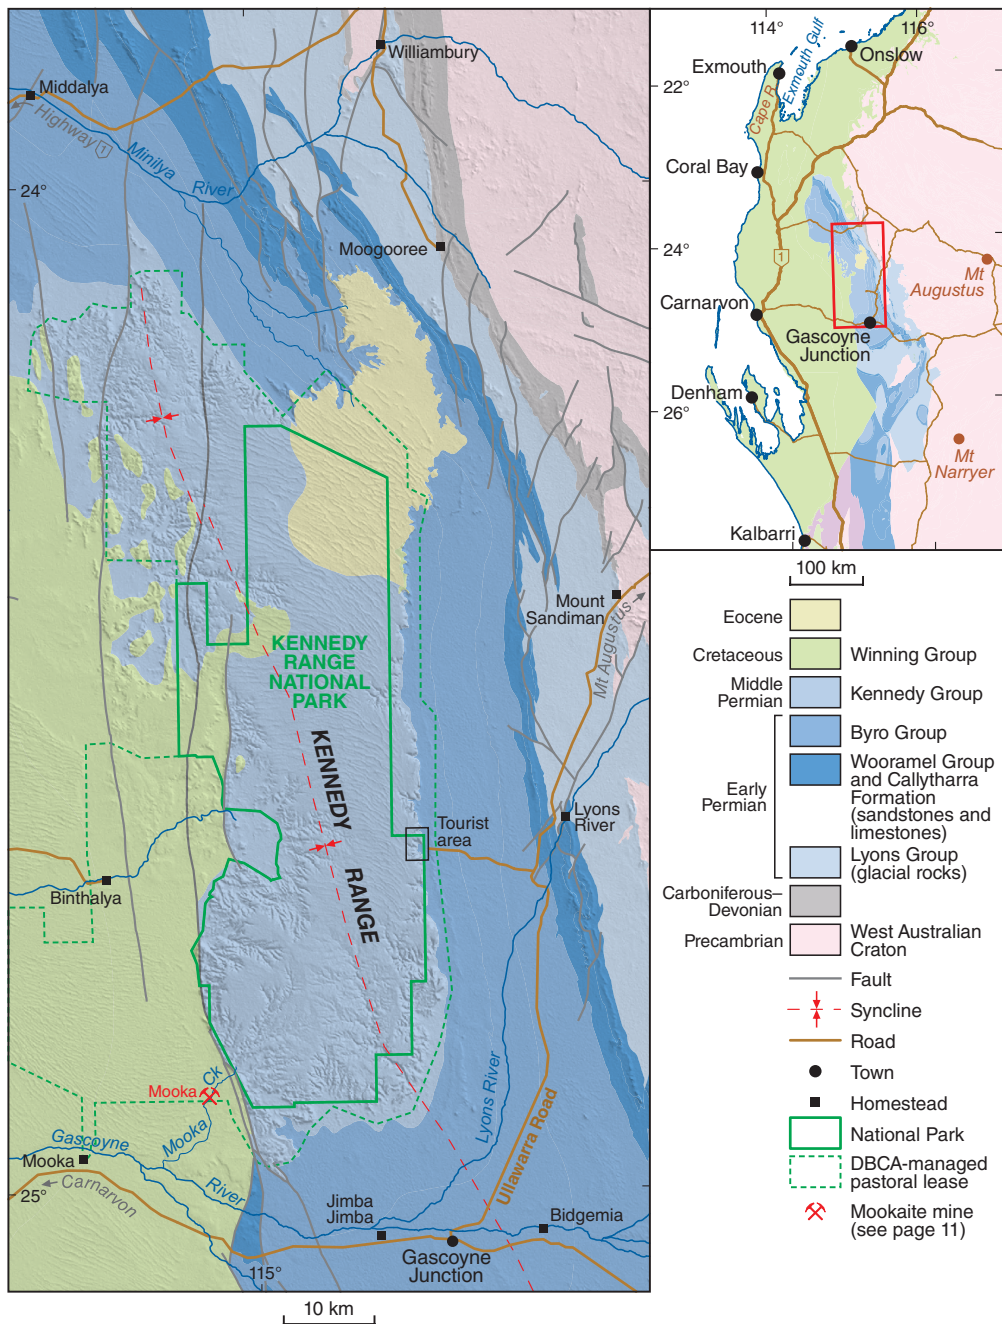 Williambury
Middalya
Highway
1
Minilya
River
24°
Moogooree
KENNEDY
RANGE
NATIONAL
PARK
Mount
Sandiman
Mt Augustus
KENNEDY
RANGE
Tourist
area
Lyons
River
Binthalya
Mooka
Mooka Ck
Lyons River
Ullawarra Road
Gascoyne
River
Mooka
Carnarvon
25°
Jimba
Jimba
Bidgemia
Gascoyne
Junction
115°
10 km
114°
116°
Exmouth
Exmouth Gulf
Onslow
Cape R
22°
Coral Bay
1
24°
Mt
Augustus
Carnarvon
Gascoyne
Junction
Denham
26°
Mt
Narryer
Kalbarri
100 km
Eocene
Cretaceous
Winning Group
Middle
Permian
Kennedy Group
Early
Permian
Byro Group
Wooramel Group
and Callytharra
Formation
(sandstones and
limestones)
Lyons Group
(glacial rocks)
Carboniferous–
Devonian
Precambrian
West Australian
Craton
Fault
Syncline
Road
Town
Homestead
National Park
DBCA-managed
pastoral lease
Mookaite mine
(see page 11)